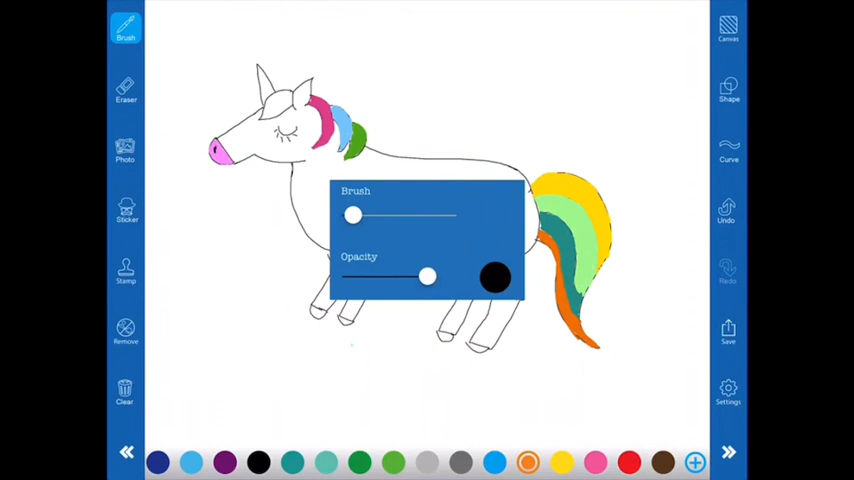 Brush
Eraser
Photo
Sticker
Stamp
Remove
Clear
Brush
Opacity
Canvas
Shape
Curve
Undo
Redo
Save
Settings